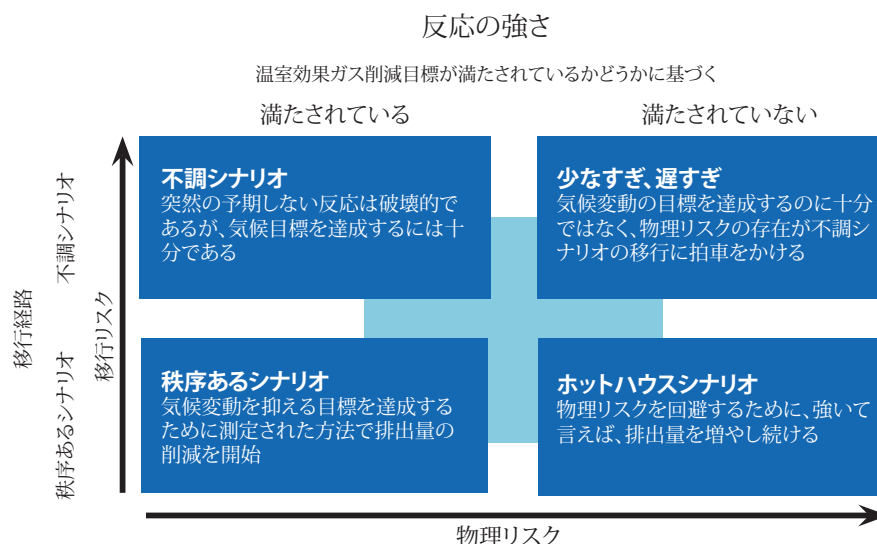 反応の強さ
温室効果ガス削減目標が満たされているかどうかに基づく
満たされている
満たされていない
移行経路
不調シナリオ
秩序あるシナリオ
移行リスク
不調シナリオ
突然の予期しない反応は破壊的で
あるが、気候目標を達成するには十
分である
少なすぎ、遅すぎ
気候変動の目標を達成するのに十分
ではなく、物理リスクの存在が不調シ
ナリオの移行に拍車をかける
秩序あるシナリオ
気候変動を抑える目標を達成する
ために測定された方法で排出量の
削減を開始
ホットハウスシナリオ
物理リスクを回避するために、強いて
言えば、排出量を増やし続ける
物理リスク